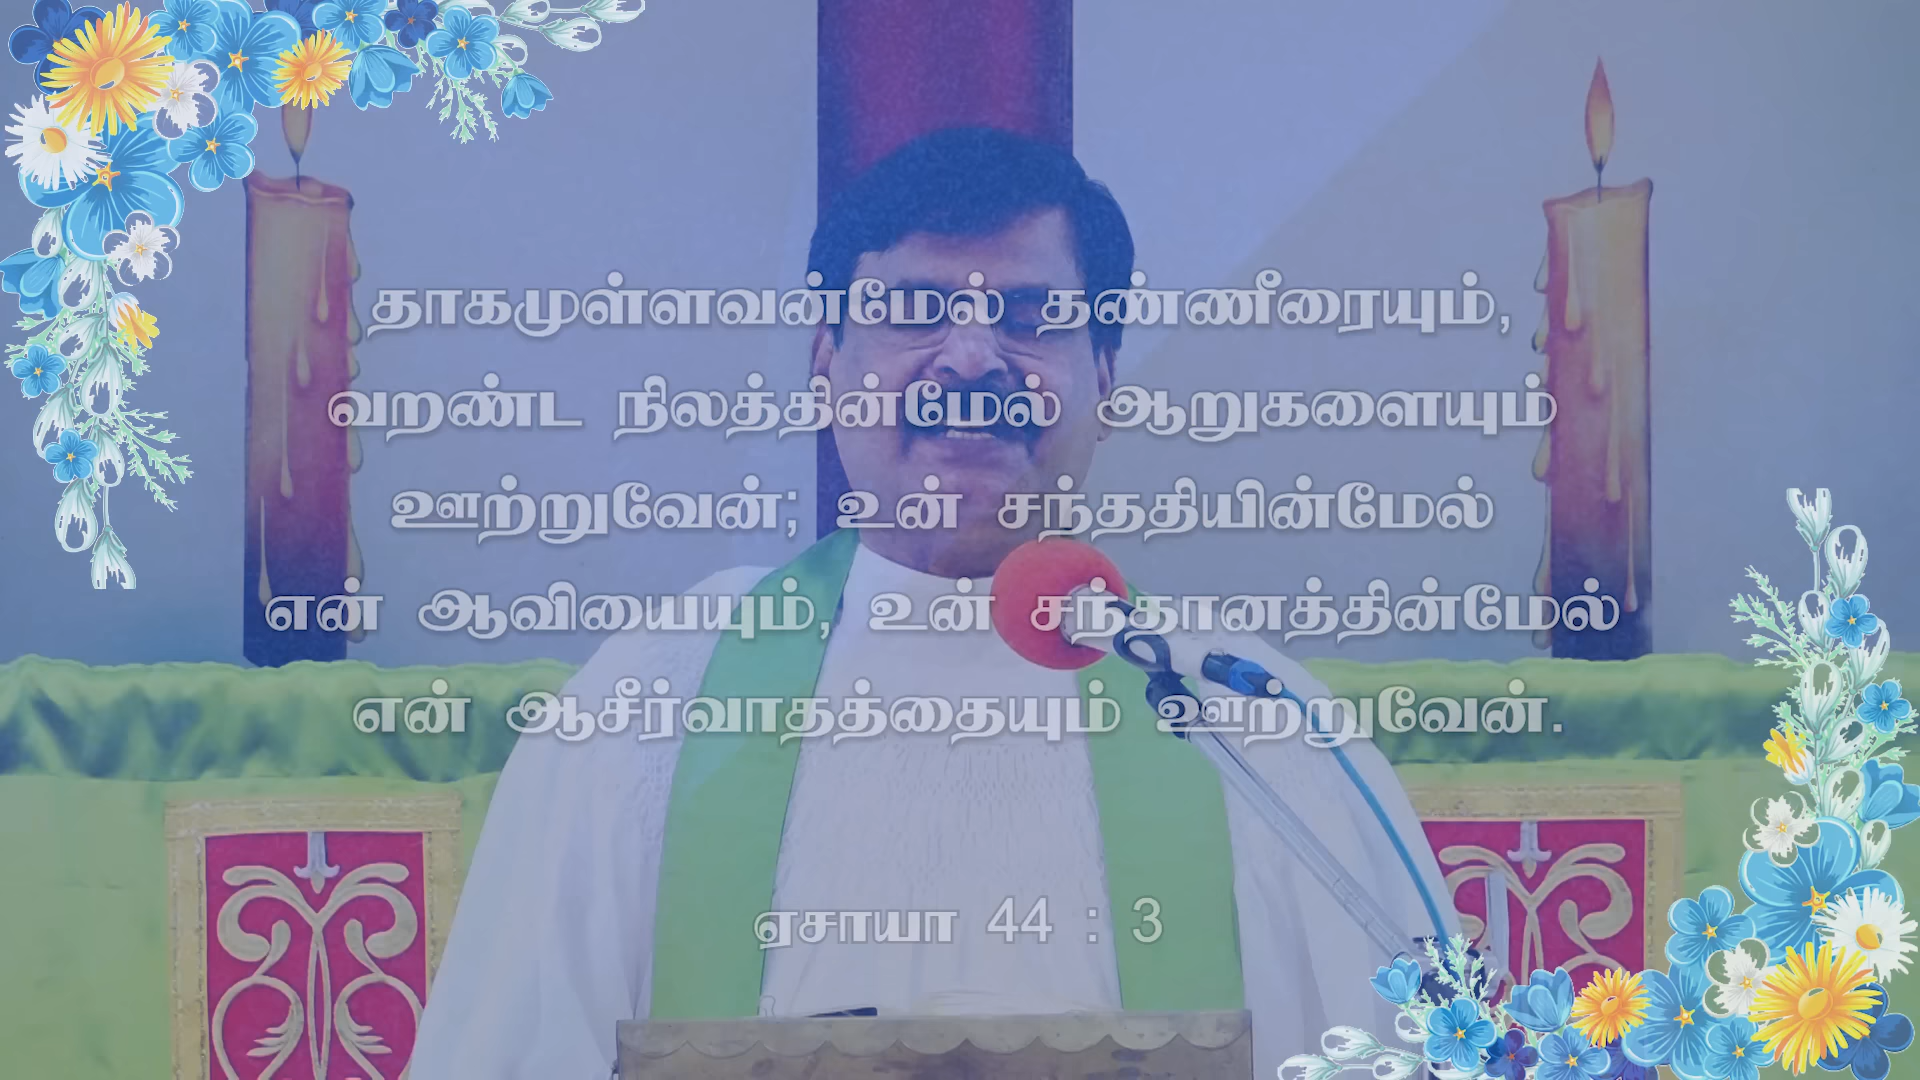 தாகமுள்ளவன்மேல் தண்ணீரையும்,
வறண்ட நிலத்தின்மேல் ஆறுகளையும்
ஊற்றுவேன்; உன் சந்ததியின்மேல்
என் ஆவியையும், உன் சந்தானத்தின்மேல்
என் ஆசீர்வாதத்தையும் ஊற்றுவேன்.
ஏசாயா 44 : 3